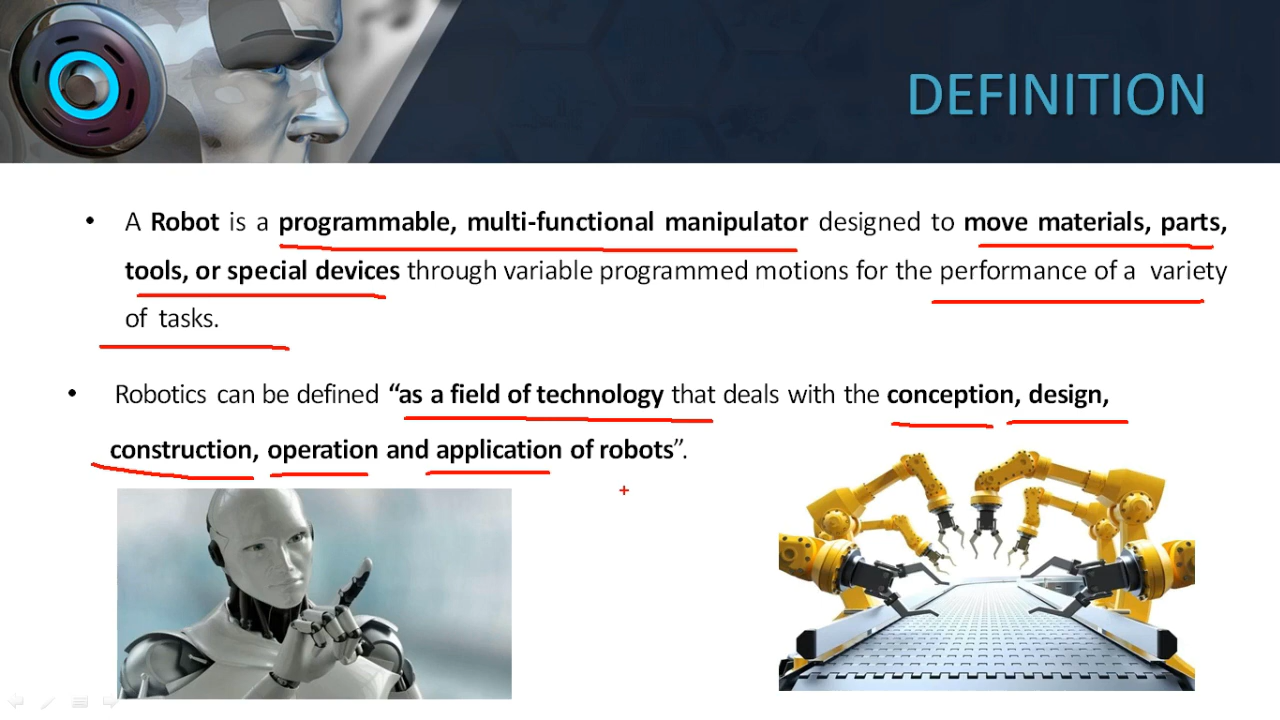 DEFINITION
• A Robot is a programmable, multi-functional manipulator designed to move materials, parts,
tools, or special devices through variable programmed motions for the performance of a variety
of tasks.
• Robotics can be defined “as a field of technology that deals with the conception, design,
construction, operation and application of robots”.